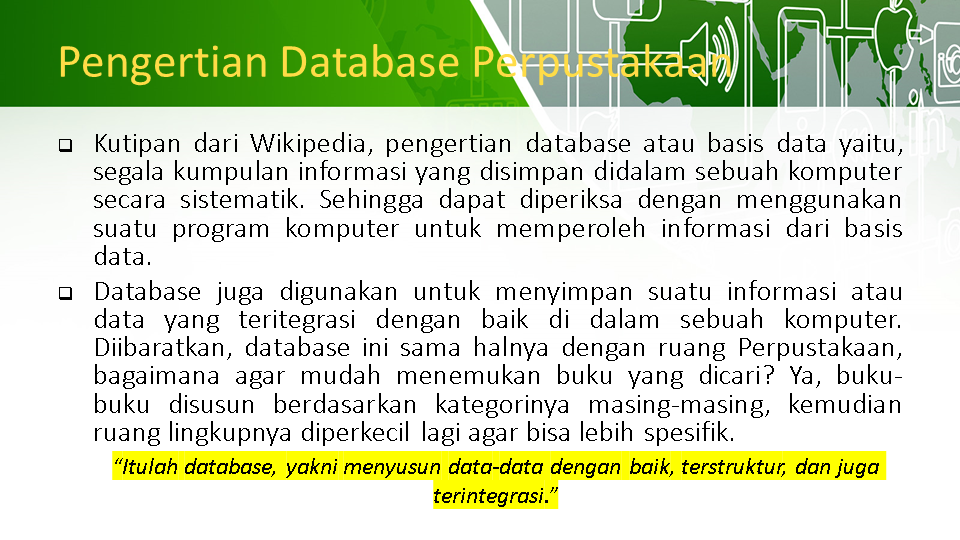 Pengertian Database Perpustakaan
Kutipan dari Wikipedia, pengertian database atau basis data yaitu,
segala kumpulan informasi yang disimpan didalam sebuah komputer
secara sistematik. Sehingga dapat diperiksa dengan menggunakan
suatu program komputer untuk memperoleh informasi dari basis
data.
Database juga digunakan untuk menyimpan suatu informasi atau
data yang teritegrasi dengan baik di dalam sebuah komputer.
Diibaratkan, database ini sama halnya dengan ruang Perpustakaan,
bagaimana agar mudah menemukan buku yang dicari? Ya, buku-
buku disusun berdasarkan kategorinya masing-masing, kemudian
ruang lingkupnya diperkecil lagi agar bisa lebih spesifik.
“Itulah database, yakni menyusun data-data dengan baik, terstruktur, dan juga
terintegrasi.”